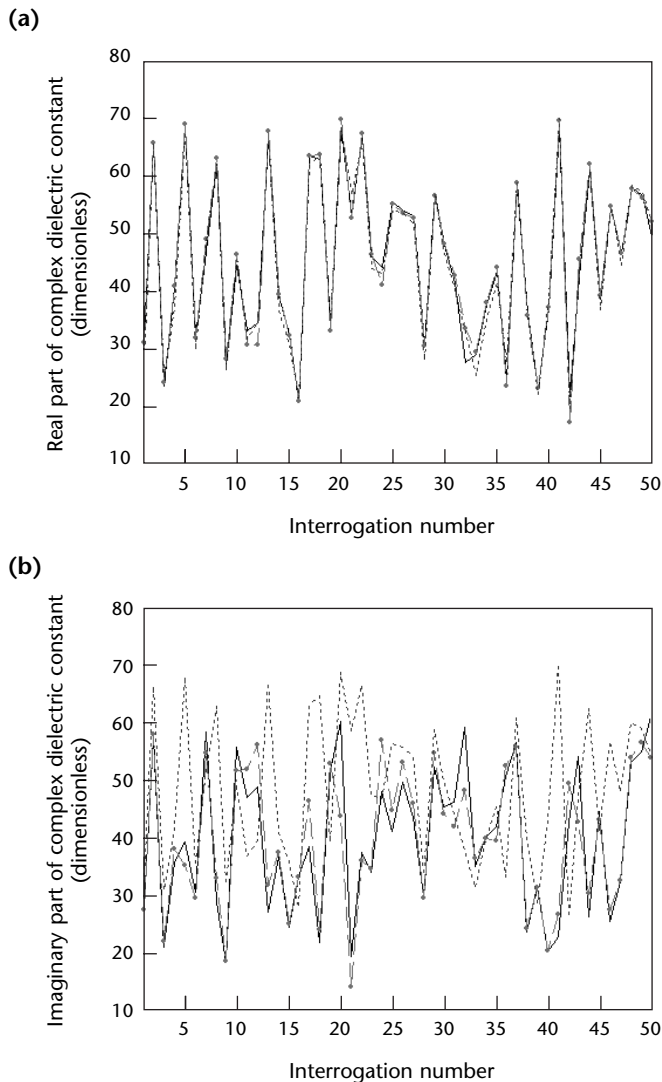 (a)
Real part of complex dielectric constant
(dimensionless)
80
70
60
50
40
30
20
10
5 10 15 20 25 30 35 40 45 50
Interrogation number
(b)
Imaginary part of complex dielectric constant
(dimensionless)
80
70
60
50
40
30
20
10
5 10 15 20 25 30 35 40 45 50
Interrogation number